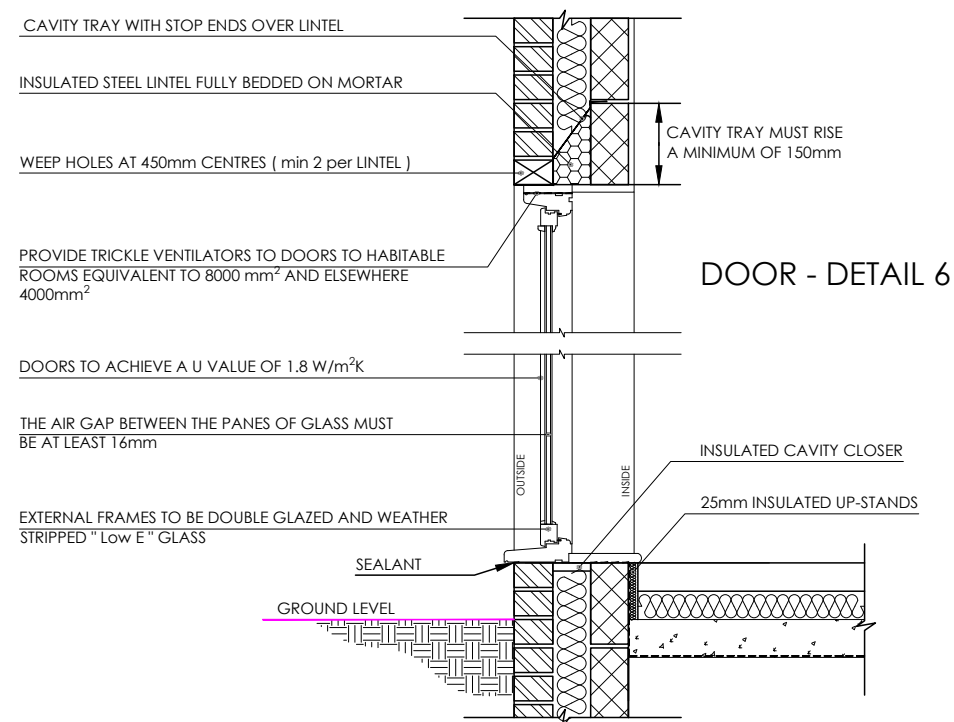 CAVITY TRAY WITH STOP ENDS OVER LINTEL
INSULATED STEEL LINTEL FULLY BEDDED ON MORTAR
WEEP HOLES AT 450mm CENTRES ( min 2 per LINTEL )
CAVITY TRAY MUST RISE
A MINIMUM OF 150mm
PROVIDE TRICKLE VENTILATORS TO DOORS TO HABITABLE
ROOMS EQUIVALENT TO 8000 mm² AND ELSEWHERE
4000mm²
DOOR - DETAIL 6
DOORS TO ACHIEVE A U VALUE OF 1.8 W/m²K
THE AIR GAP BETWEEN THE PANES OF GLASS MUST
BE AT LEAST 16mm
OUTSIDE
INSIDE
INSULATED CAVITY CLOSER
25mm INSULATED UP-STANDS
EXTERNAL FRAMES TO BE DOUBLE GLAZED AND WEATHER
STRIPPED " Low E " GLASS
SEALANT
GROUND LEVEL